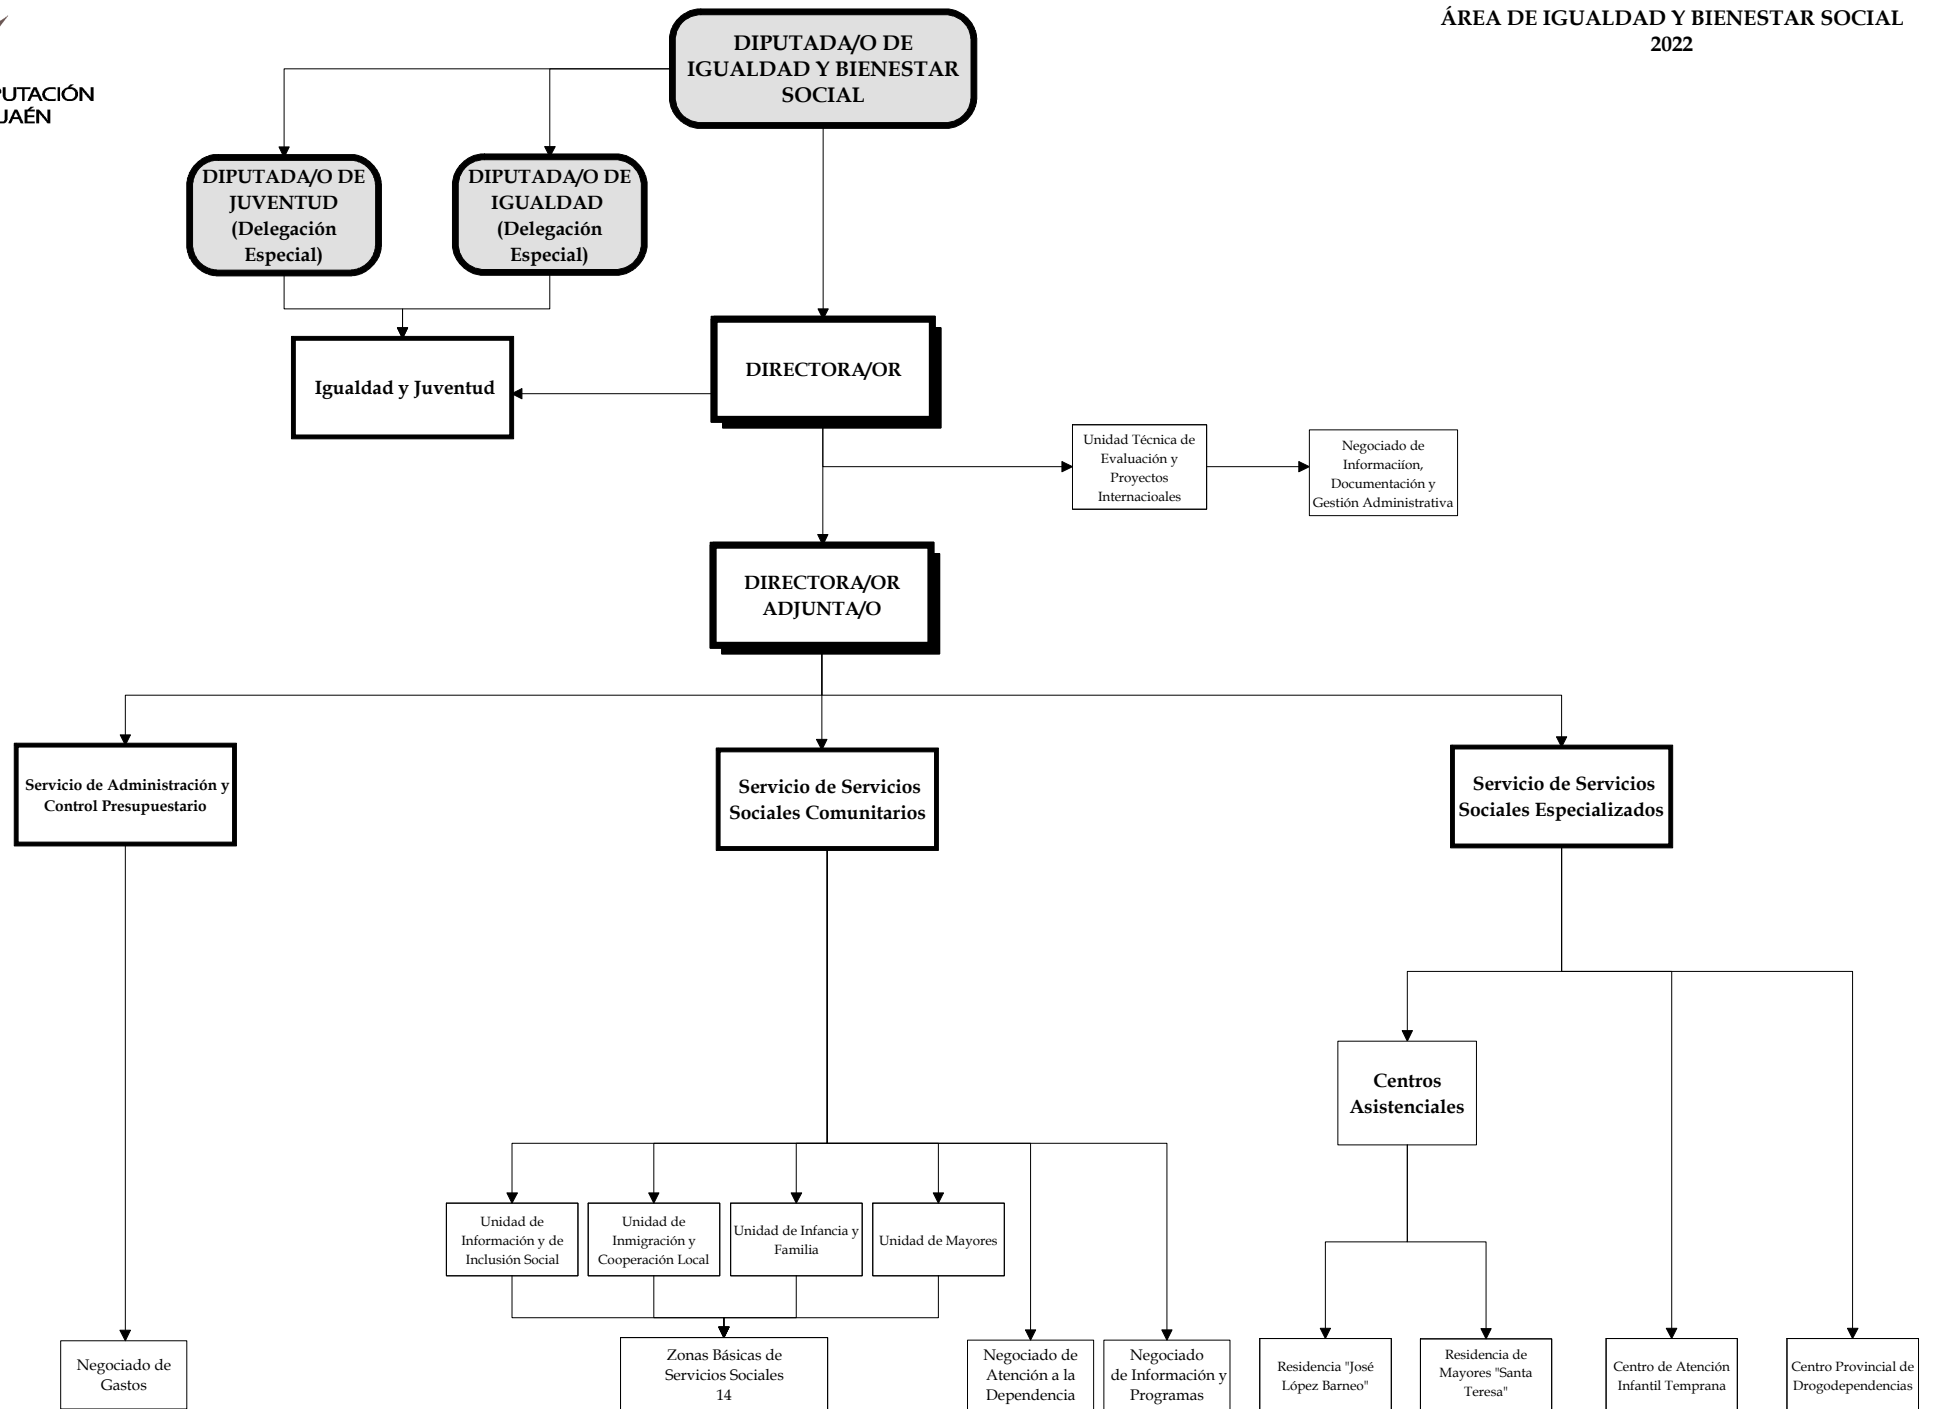 ÁREA DE IGUALDAD Y BIENESTAR SOCIAL
2022
PUTACIÓN
JAÉN
DIPUTADA/O DE
IGUALDAD Y BIENESTAR
SOCIAL
DIPUTADA/O DE
JUVENTUD
(Delegación
Especial)
DIPUTADA/O DE
IGUALDAD
(Delegación
Especial)
Igualdad y Juventud
DIRECTORA/OR
Unidad Técnica de
Evaluación y
Proyectos
Internacioales
Negociado de
Informaciíon,
Documentación y
Gestión Administrativa
DIRECTORA/OR
ADJUNTA/O
Servicio de Administración y
Control Presupuestario
Servicio de Servicios
Sociales Comunitarios
Servicio de Servicios
Sociales Especializados
Centros
Asistenciales
Unidad de
Información y de
Inclusión Social
Unidad de
Inmigración y
Cooperación Local
Unidad de Infancia y
Familia
Unidad de Mayores
Negociado de
Gastos
Zonas Básicas de
Servicios Sociales
14
Negociado de
Atención a la
Dependencia
Negociado
de Información y
Programas
Residencia "José
López Barneo"
Residencia de
Mayores "Santa
Teresa"
Centro de Atención
Infantil Temprana
Centro Provincial de
Drogodependencias